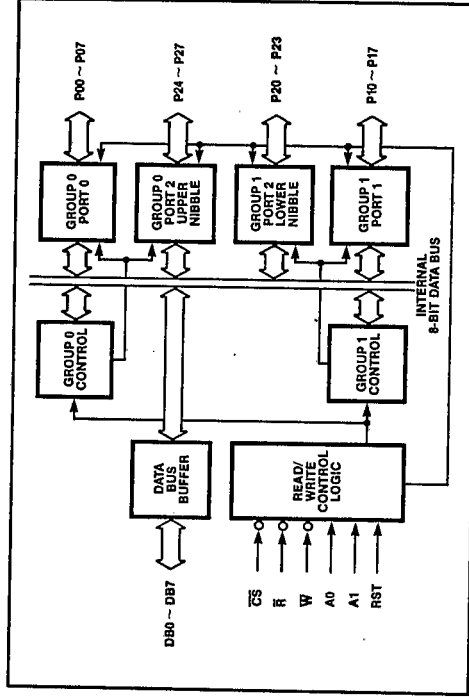 DB0 ~ DB7
C̅S̅
R̅
W̅
A0
A1
RST
DATA
BUS
BUFFER
READ/
WRITE
CONTROL
LOGIC
GROUP 0
CONTROL
GROUP 1
CONTROL
INTERNAL
8-BIT DATA BUS
GROUP 0
PORT 0
GROUP 0
PORT 2
UPPER
NIBBLE
GROUP 1
PORT 2
LOWER
NIBBLE
GROUP 1
PORT 1
P00 ~ P07
P24 ~ P27
P20 ~ P23
P10 ~ P17